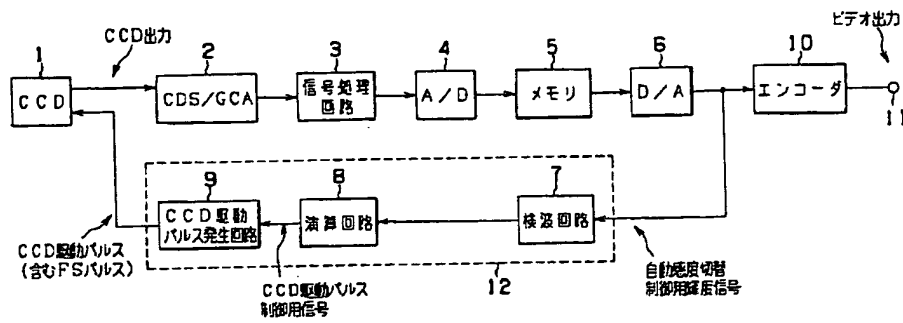 CCD出力
ビデオ出力
1
2
3
4
5
6
10
CCD
CDS/GCA
信号処理
回路
A/D
メモリ
D/A
エンコーダ
11
9
8
7
CCD駆動
パルス発生回路
演算回路
検波回路
CCD駆動パルス
(含むFSパルス)
CCD駆動パルス
制御用信号
12
自動感度切替
制御用輝度信号